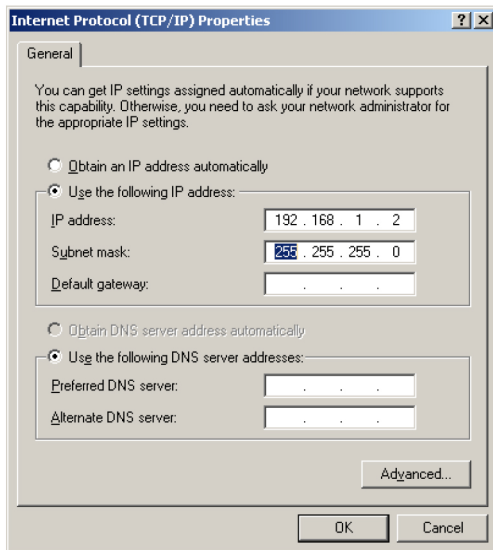 Internet Protocol (TCP/IP) Properties
General
You can get IP settings assigned automatically if your network supports
this capability. Otherwise, you need to ask your network administrator for
the appropriate IP settings.
Obtain an IP address automatically
Use the following IP address:
IP address: 192 . 168 . 1 . 2
Subnet mask: 255 . 255 . 255 . 0
Default gateway: . . .
Obtain DNS server address automatically
Use the following DNS server addresses:
Preferred DNS server: . . .
Alternate DNS server: . . .
Advanced...
OK Cancel